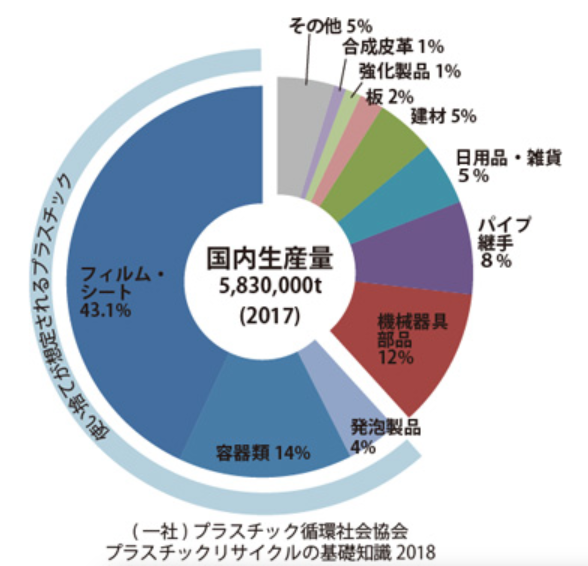 その他 5%
合成皮革 1%
強化製品 1%
板 2%
建材 5%
日用品・雑貨
5%
パイプ
継手
8%
機械器具
部品
12%
発泡製品
4%
容器類 14%
フィルム・
シート
43.1%
使い捨てが想定されるプラスチック
国内生産量
5,830,000t
(2017)
(一社)プラスチック循環社会協会
プラスチックリサイクルの基礎知識 2018